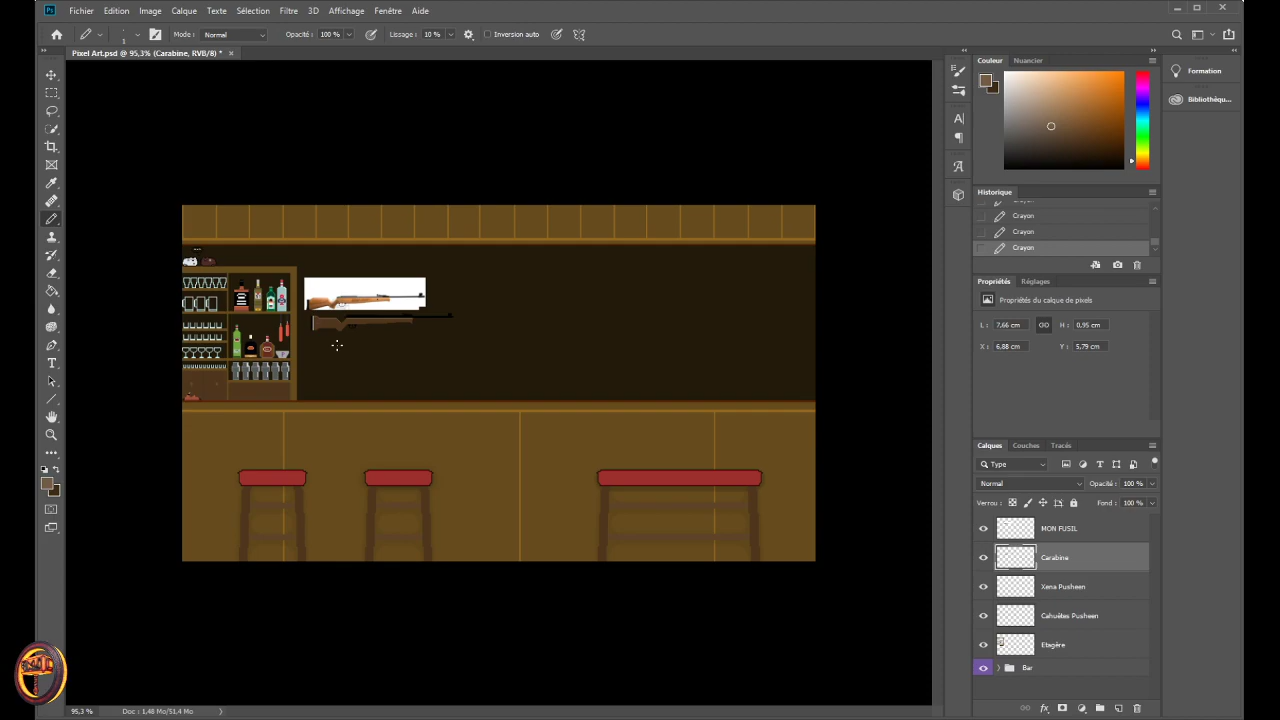 Ps Fichier Edition Image Calque Texte Sélection Filtre 3D Affichage Fenêtre Aide
1 Mode : Normal Opacité : 100 % Lissage : 10 % Inversion auto
Pixel Art.psd @ 95,3% (Carabine, RVB/8) * ×
Couleur Nuancier
Formation
Bibliothèqu...
Historique
Crayon
Crayon
Crayon
Propriétés Réglages
Propriétés du calque de pixels
L : 7,66 cm H : 0,95 cm
X : 6,88 cm Y : 5,79 cm
Calques Couches Tracés
Type
Normal Opacité : 100 %
Verrou : Fond : 100 %
MON FUSIL
Carabine
Xena Pusheen
Cahuètes Pusheen
Etagère
Bar
95,3 % Doc : 1,48 Mo/51,4 Mo